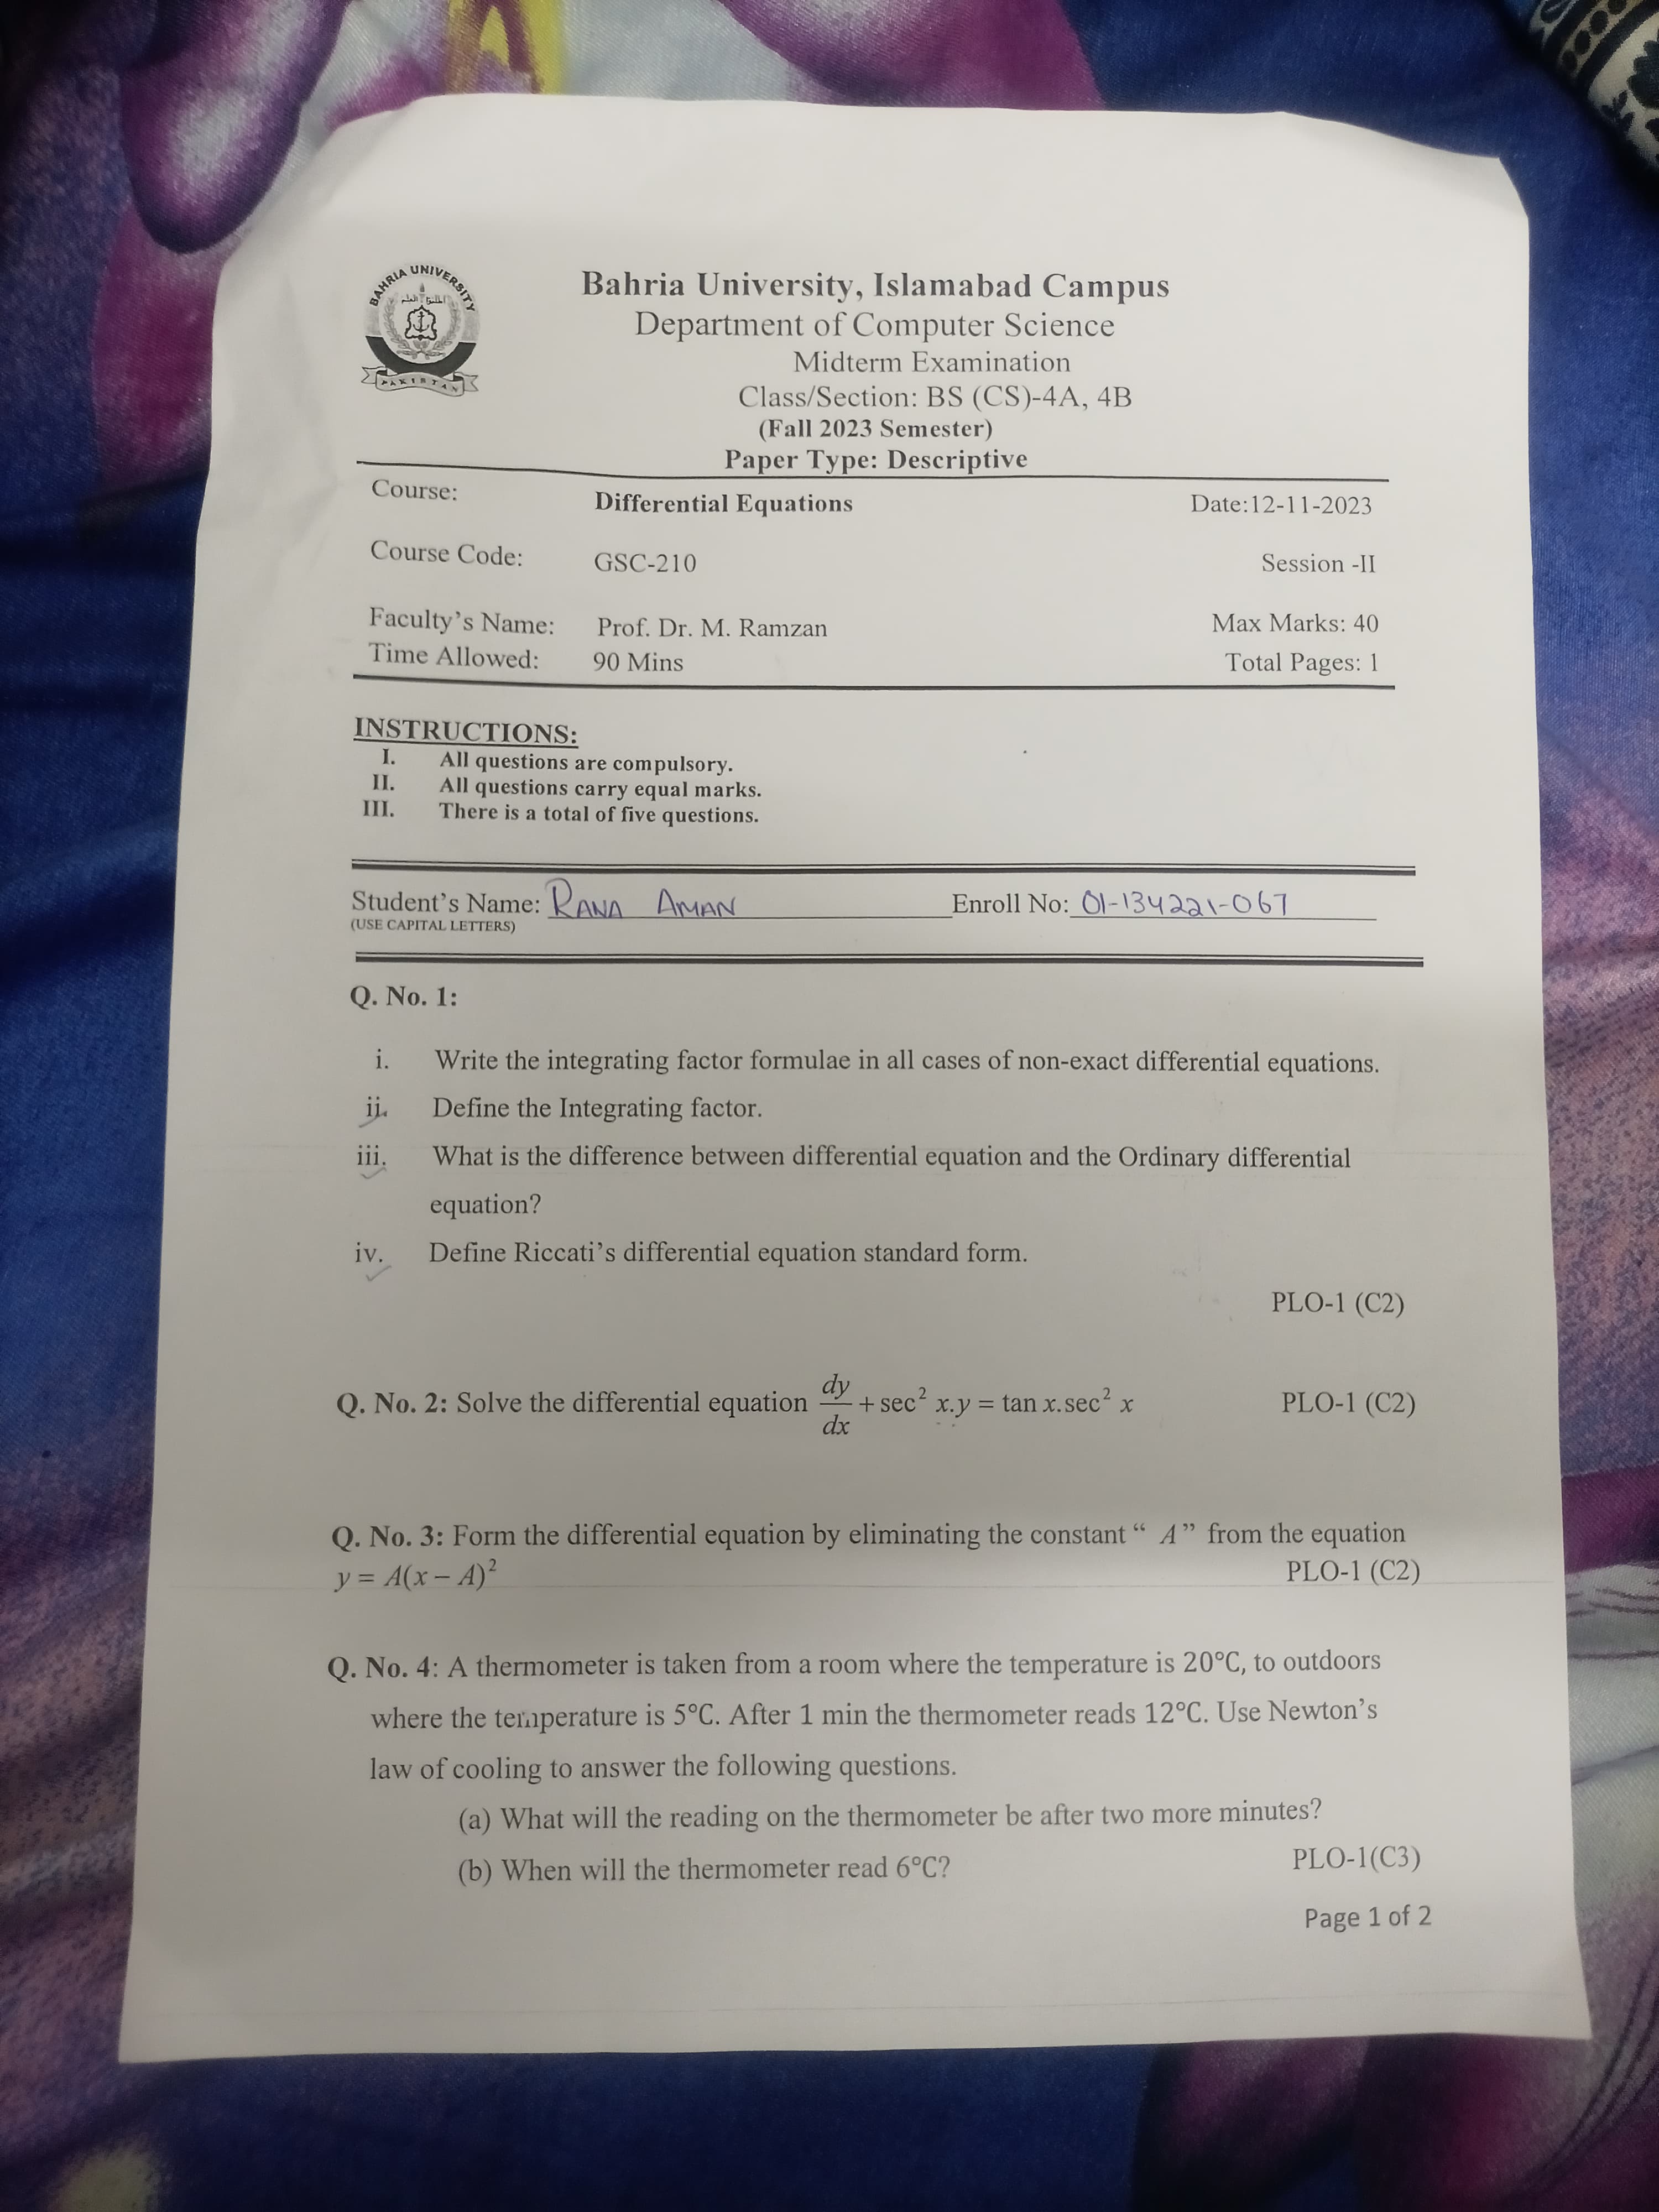 BAHRIA UNIVERSITY
PAKISTAN
Bahria University, Islamabad Campus
Department of Computer Science
Midterm Examination
Class/Section: BS (CS)-4A, 4B
(Fall 2023 Semester)
Paper Type: Descriptive
Course: Differential Equations Date:12-11-2023
Course Code: GSC-210 Session -II
Faculty's Name: Prof. Dr. M. Ramzan Max Marks: 40
Time Allowed: 90 Mins Total Pages: 1
INSTRUCTIONS:
I. All questions are compulsory.
II. All questions carry equal marks.
III. There is a total of five questions.
Student's Name: RANA AMAN Enroll No: 01-134221-067
(USE CAPITAL LETTERS)
Q. No. 1:
i. Write the integrating factor formulae in all cases of non-exact differential equations.
ii. Define the Integrating factor.
iii. What is the difference between differential equation and the Ordinary differential
equation?
iv. Define Riccati's differential equation standard form.
PLO-1 (C2)
Q. No. 2: Solve the differential equation dy/dx + sec² x.y = tan x.sec² x PLO-1 (C2)
Q. No. 3: Form the differential equation by eliminating the constant “ A” from the equation
y = A(x – A)² PLO-1 (C2)
Q. No. 4: A thermometer is taken from a room where the temperature is 20°C, to outdoors
where the temperature is 5°C. After 1 min the thermometer reads 12°C. Use Newton's
law of cooling to answer the following questions.
(a) What will the reading on the thermometer be after two more minutes?
(b) When will the thermometer read 6°C? PLO-1(C3)
Page 1 of 2